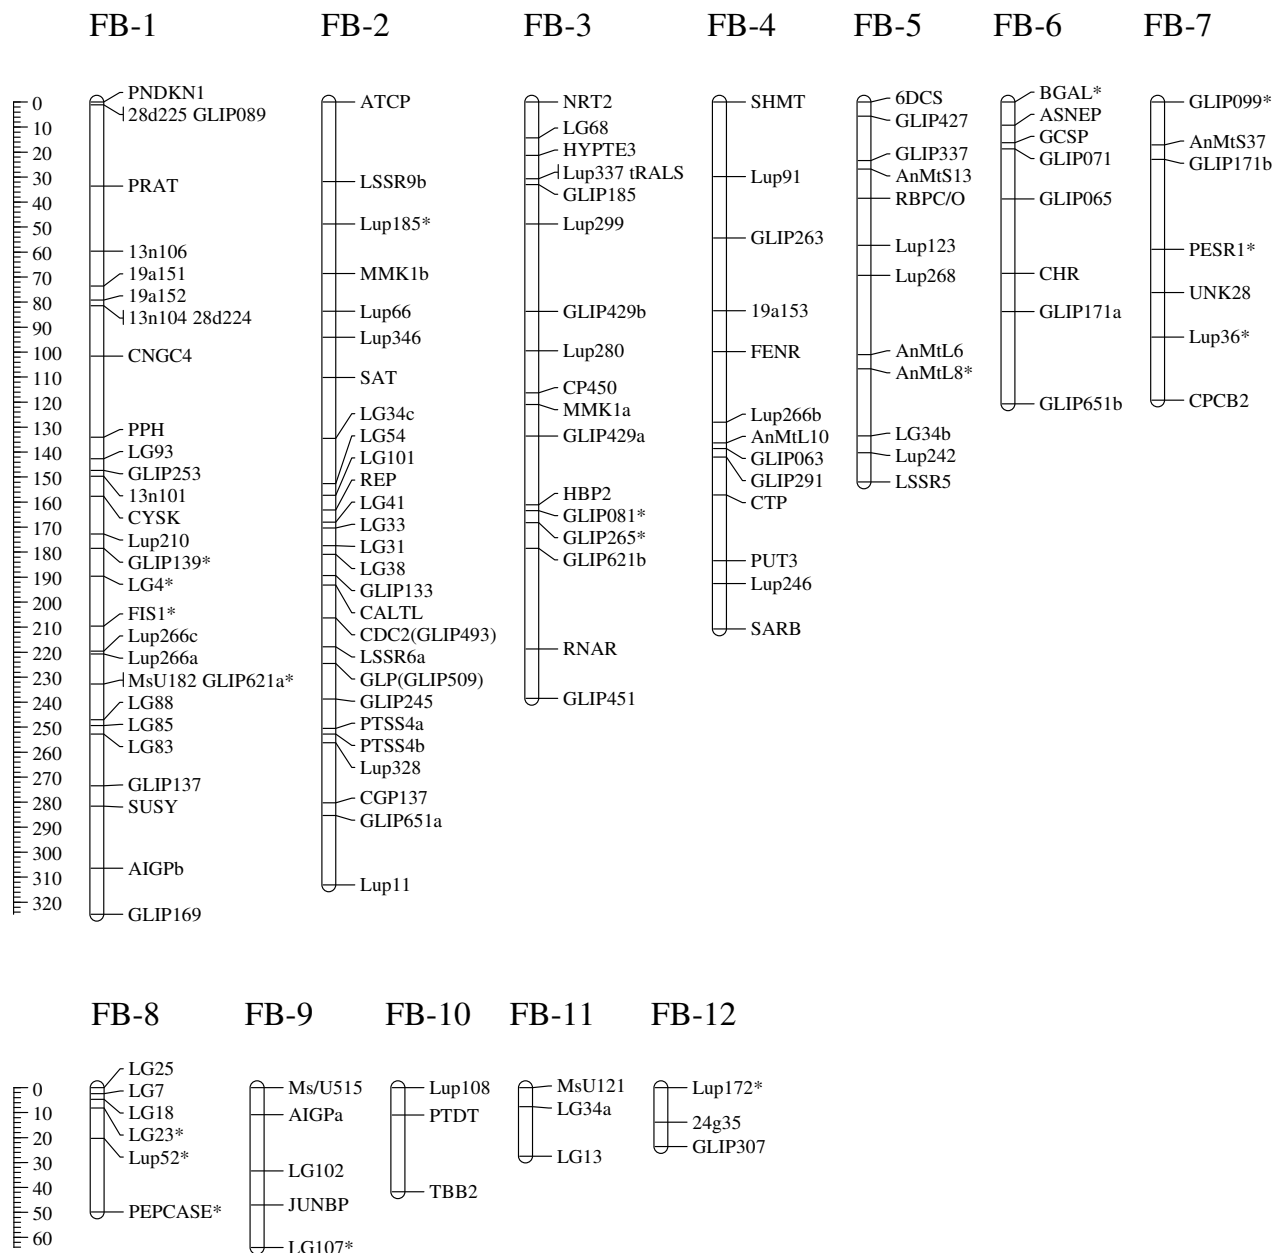 FB-1
FB-2
FB-3
FB-4
FB-5
FB-6
FB-7
0
10
20
30
40
50
60
70
80
90
100
110
120
130
140
150
160
170
180
190
200
210
220
230
240
250
260
270
280
290
300
310
320
PNDKN1
28d225 GLIP089
PRAT
13n106
19a151
19a152
13n104 28d224
CNGC4
PPH
LG93
GLIP253
13n101
CYSK
Lup210
GLIP139*
LG4*
FIS1*
Lup266c
Lup266a
MsU182 GLIP621a*
LG88
LG85
LG83
GLIP137
SUSY
AIGPb
GLIP169
ATCP
LSSR9b
Lup185*
MMK1b
Lup66
Lup346
SAT
LG34c
LG54
LG101
REP
LG41
LG33
LG31
LG38
GLIP133
CALTL
CDC2(GLIP493)
LSSR6a
GLP(GLIP509)
GLIP245
PTSS4a
PTSS4b
Lup328
CGP137
GLIP651a
Lup11
NRT2
LG68
HYPTE3
Lup337 tRALS
GLIP185
Lup299
GLIP429b
Lup280
CP450
MMK1a
GLIP429a
HBP2
GLIP081*
GLIP265*
GLIP621b
RNAR
GLIP451
SHMT
Lup91
GLIP263
19a153
FENR
Lup266b
AnMtL10
GLIP063
GLIP291
CTP
PUT3
Lup246
SARB
6DCS
GLIP427
GLIP337
AnMtS13
RBPC/O
Lup123
Lup268
AnMtL6
AnMtL8*
LG34b
Lup242
LSSR5
BGAL*
ASNEP
GCSP
GLIP071
GLIP065
CHR
GLIP171a
GLIP651b
GLIP099*
AnMtS37
GLIP171b
PESR1*
UNK28
Lup36*
CPCB2
FB-8
FB-9
FB-10
FB-11
FB-12
0
10
20
30
40
50
60
LG25
LG7
LG18
LG23*
Lup52*
PEPCASE*
Ms/U515
AIGPa
LG102
JUNBP
LG107*
Lup108
PTDT
TBB2
MsU121
LG34a
LG13
Lup172*
24g35
GLIP307